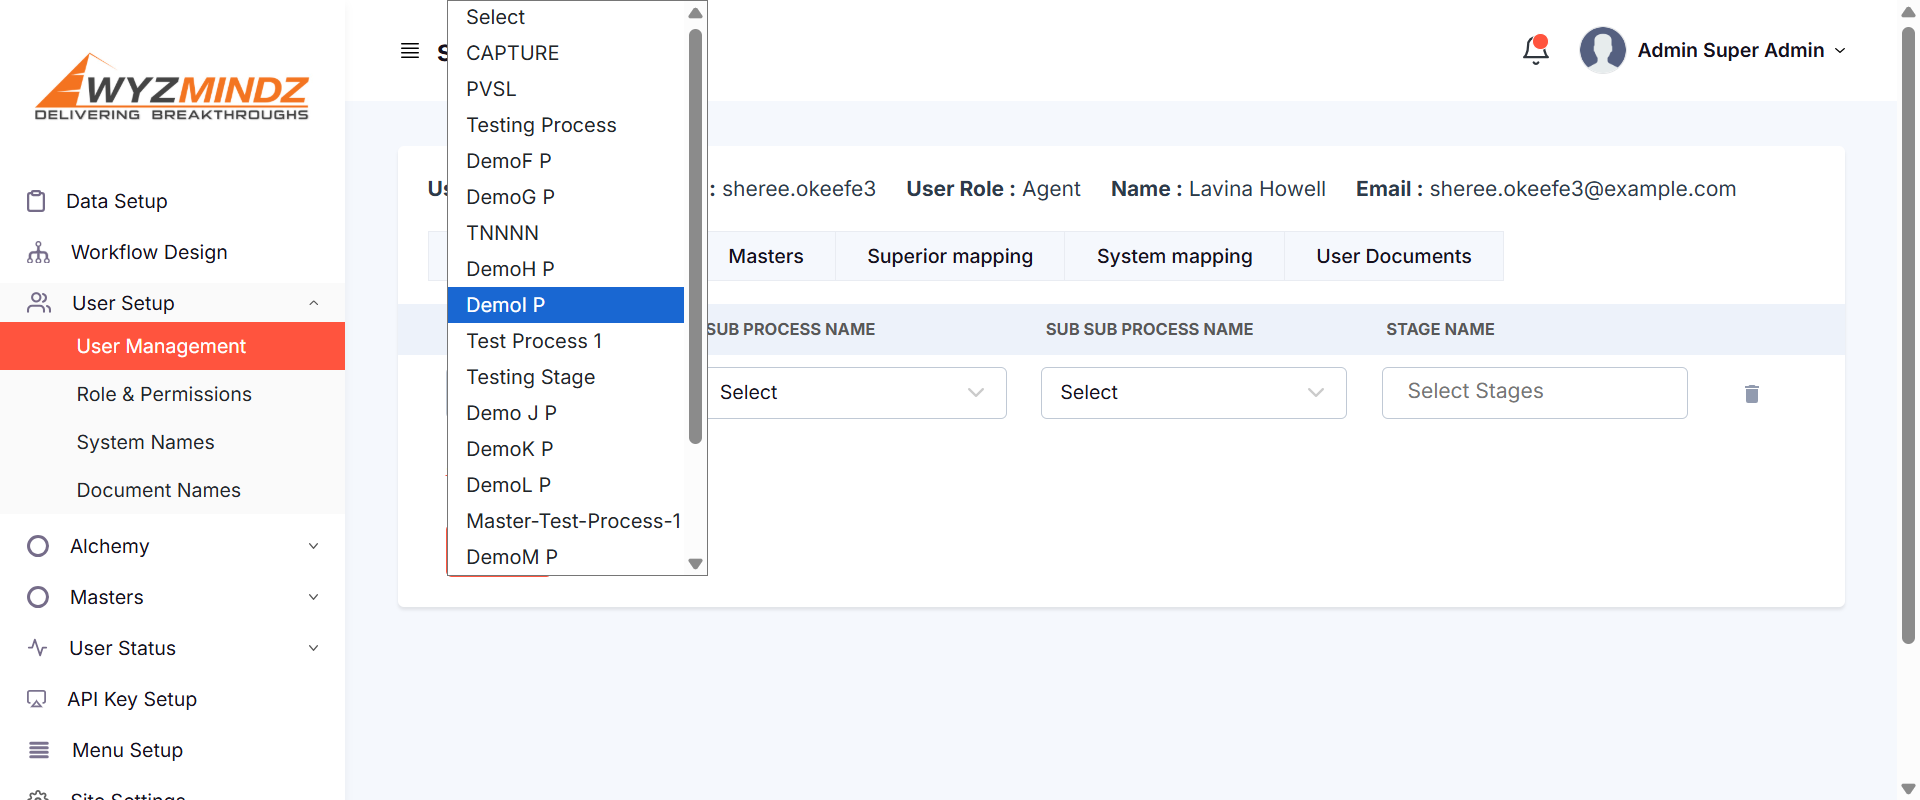 WYZMINDZ
DELIVERING BREAKTHROUGHS
Data Setup
Workflow Design
User Setup
User Management
Role & Permissions
System Names
Document Names
Alchemy
Masters
User Status
API Key Setup
Menu Setup
Site Settings
Select
CAPTURE
PVSL
Testing Process
DemoF P
DemoG P
TNNNN
DemoH P
DemoI P
Test Process 1
Testing Stage
Demo J P
DemoK P
DemoL P
Master-Test-Process-1
DemoM P
Admin Super Admin
: sheree.okeefe3 User Role : Agent Name : Lavina Howell Email : sheree.okeefe3@example.com
Masters Superior mapping System mapping User Documents
SUB PROCESS NAME SUB SUB PROCESS NAME STAGE NAME
Select Select Select Stages